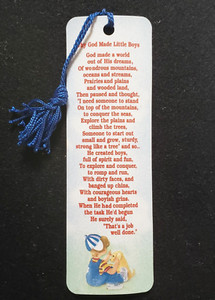 y God Made Little Boys
God made a world
out of His dreams,
Of wondrous mountains,
oceans and streams,
Prairies and plains
and wooded land,
Then paused and thought,
"I need someone to stand
On top of the mountains,
to conquer the seas,
Explore the plains and
climb the trees,
Someone to start out
small and grow, sturdy,
strong like a tree" and so..
He created boys,
full of spirit and fun,
To explore and conquer,
to romp and run,
With dirty faces, and
banged up chins,
With courageous hearts
and boyish grins.
When He had completed
the task He'd begun
He surely said,
"That's a job
well done."